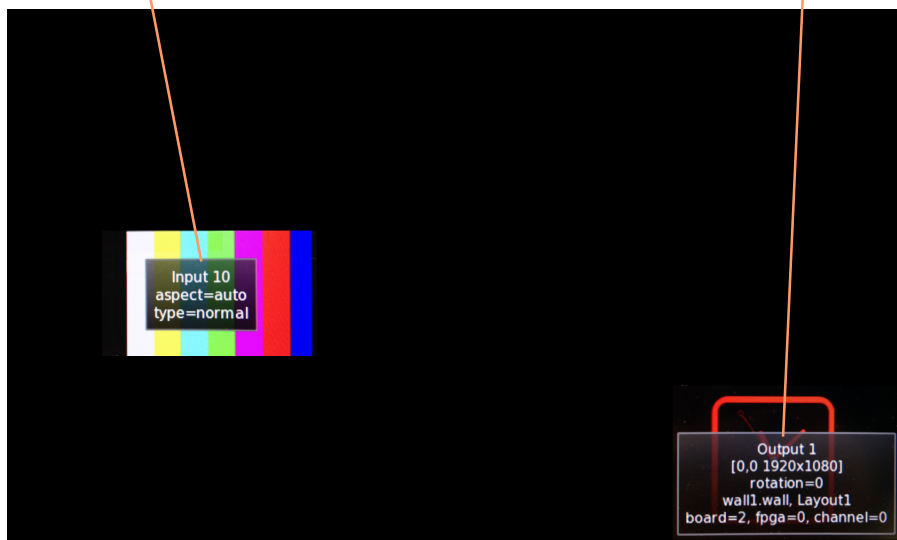 Input 10
aspect=auto
type=normal
Output 1
[0,0 1920x1080]
rotation=0
wall1.wall, Layout1
board=2, fpga=0, channel=0